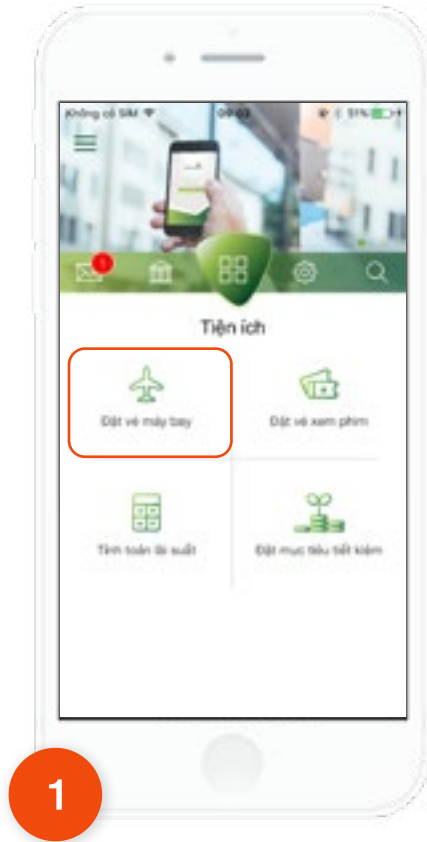 Không có SIM
51%
1
Tiện ích
Đặt vé máy bay
Đặt vé xem phim
Tính toán lãi suất
Đặt mục tiêu tiết kiệm
1